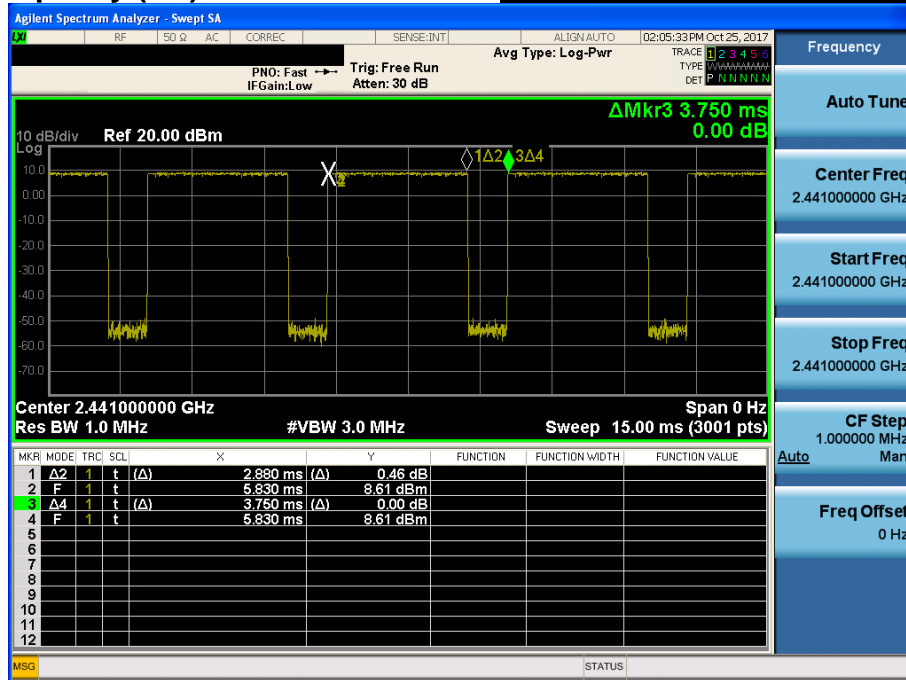 Agilent Spectrum Analyzer - Swept SA
LXI RF 50 Ω AC CORREC SENSE:INT ALIGN AUTO 02:05:33 PM Oct 25, 2017
Avg Type: Log-Pwr TRACE 1 2 3 4 5 6
PNO: Fast Trig: Free Run TYPE
IFGain:Low Atten: 30 dB DET P N N N N N
ΔMkr3 3.750 ms
0.00 dB
10 dB/div Ref 20.00 dBm
Log
1Δ2 3Δ4
10.0
0.00
-10.0
-20.0
-30.0
-40.0
-50.0
-60.0
-70.0
Center 2.441000000 GHz Span 0 Hz
Res BW 1.0 MHz #VBW 3.0 MHz Sweep 15.00 ms (3001 pts)
MKR MODE TRC SCL X Y FUNCTION FUNCTION WIDTH FUNCTION VALUE
1 Δ2 1 t (Δ) 2.880 ms (Δ) 0.46 dB
2 F 1 t 5.830 ms 8.61 dBm
3 Δ4 1 t (Δ) 3.750 ms (Δ) 0.00 dB
4 F 1 t 5.830 ms 8.61 dBm
5
6
7
8
9
10
11
12
MSG STATUS
Frequency
Auto Tune
Center Freq
2.441000000 GHz
Start Freq
2.441000000 GHz
Stop Freq
2.441000000 GHz
CF Step
1.000000 MHz
Auto Man
Freq Offset
0 Hz